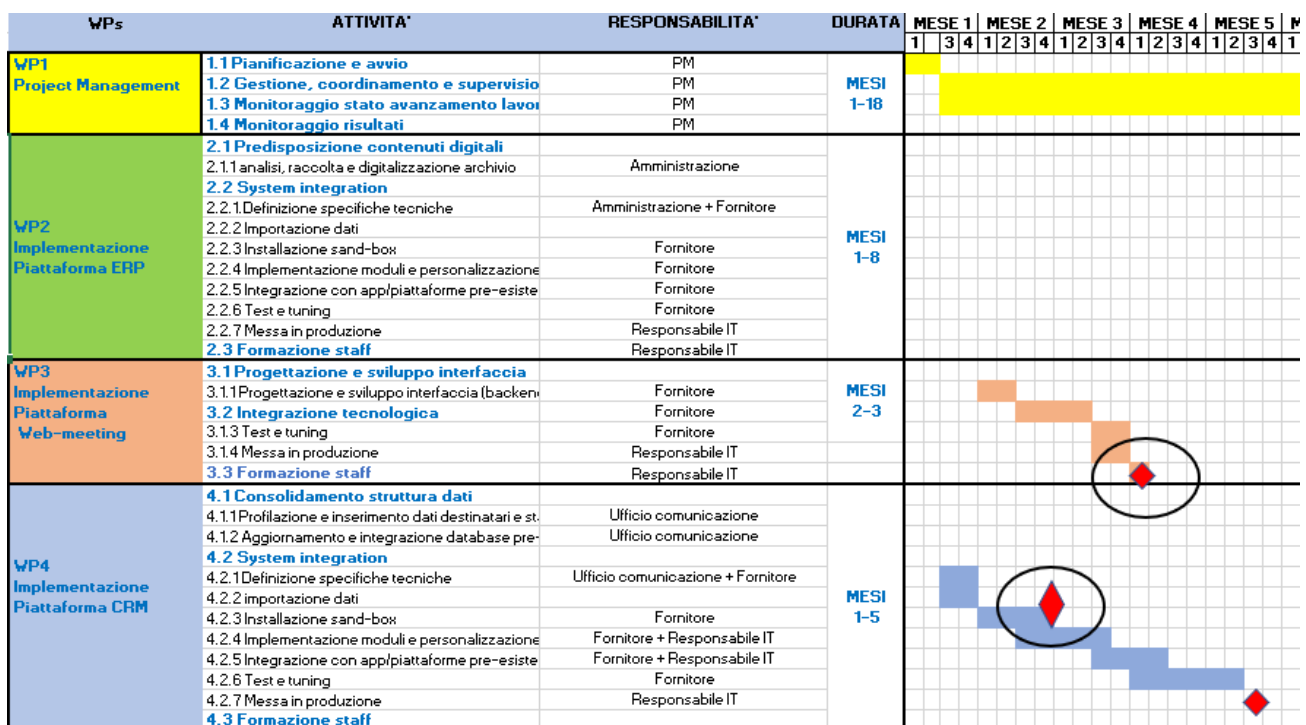 WPs ATTIVITA' RESPONSABILITA' DURATA MESE 1 MESE 2 MESE 3 MESE 4 MESE 5 M
1 3 4 1 2 3 4 1 2 3 4 1 2 3 4 1 2 3 4 1
WP1
Project Management
1.1 Pianificazione e avvio PM
1.2 Gestione, coordinamento e supervisio PM
1.3 Monitoraggio stato avanzamento lavor PM
1.4 Monitoraggio risultati PM
MESI
1-18
WP2
Implementazione
Piattaforma ERP
2.1 Predisposizione contenuti digitali
2.1.1 analisi, raccolta e digitalizzazione archivio Amministrazione
2.2 System integration
2.2.1.Definizione specifiche tecniche Amministrazione + Fornitore
2.2.2 Importazione dati
2.2.3 Installazione sand-box Fornitore
2.2.4 Implementazione moduli e personalizzazione Fornitore
2.2.5 Integrazione con app/piattaforme pre-esiste Fornitore
2.2.6 Test e tuning Fornitore
2.2.7 Messa in produzione Responsabile IT
2.3 Formazione staff Responsabile IT
MESI
1-8
WP3
Implementazione
Piattaforma
Web-meeting
3.1 Progettazione e sviluppo interfaccia
3.1.1Progettazione e sviluppo interfaccia (backen Fornitore
3.2 Integrazione tecnologica Fornitore
3.1.3 Test e tuning Fornitore
3.1.4 Messa in produzione Responsabile IT
3.3 Formazione staff Responsabile IT
MESI
2-3
WP4
Implementazione
Piattaforma CRM
4.1 Consolidamento struttura dati
4.1.1 Profilazione e inserimento dati destinatari e st Ufficio comunicazione
4.1.2 Aggiornamento e integrazione database pre- Ufficio comunicazione
4.2 System integration
4.2.1 Definizione specifiche tecniche Ufficio comunicazione + Fornitore
4.2.2 importazione dati
4.2.3 Installazione sand-box Fornitore
4.2.4 Implementazione moduli e personalizzazione Fornitore + Responsabile IT
4.2.5 Integrazione con app/piattaforme pre-esiste Fornitore + Responsabile IT
4.2.6 Test e tuning Fornitore
4.2.7 Messa in produzione Responsabile IT
4.3 Formazione staff
MESI
1-5